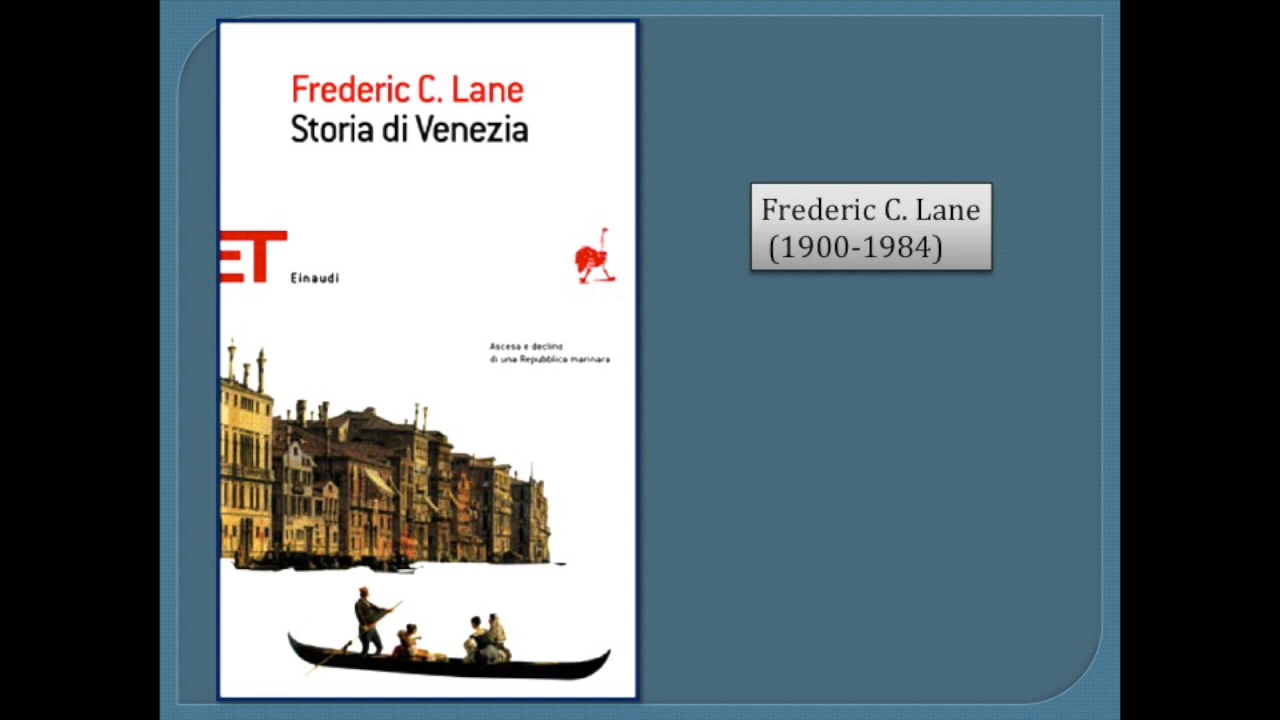 Frederic C. Lane
Storia di Venezia
ET
Einaudi
Ascesa e declino
di una Repubblica marinara
Frederic C. Lane
(1900-1984)